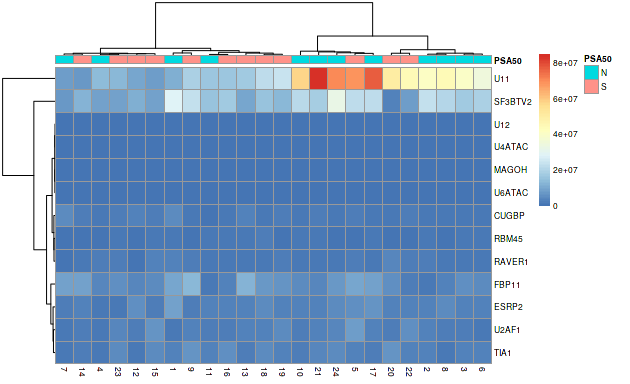 PSA50
PSA50
N
S
8e+07
6e+07
4e+07
2e+07
0
U11
SF3BTV2
U12
U4ATAC
MAGOH
U6ATAC
CUGBP
RBM45
RAVER1
FBP11
ESRP2
U2AF1
TIA1
7 14 4 23 12 15 1 9 11 16 13 18 19 10 21 24 5 17 20 22 2 8 3 6